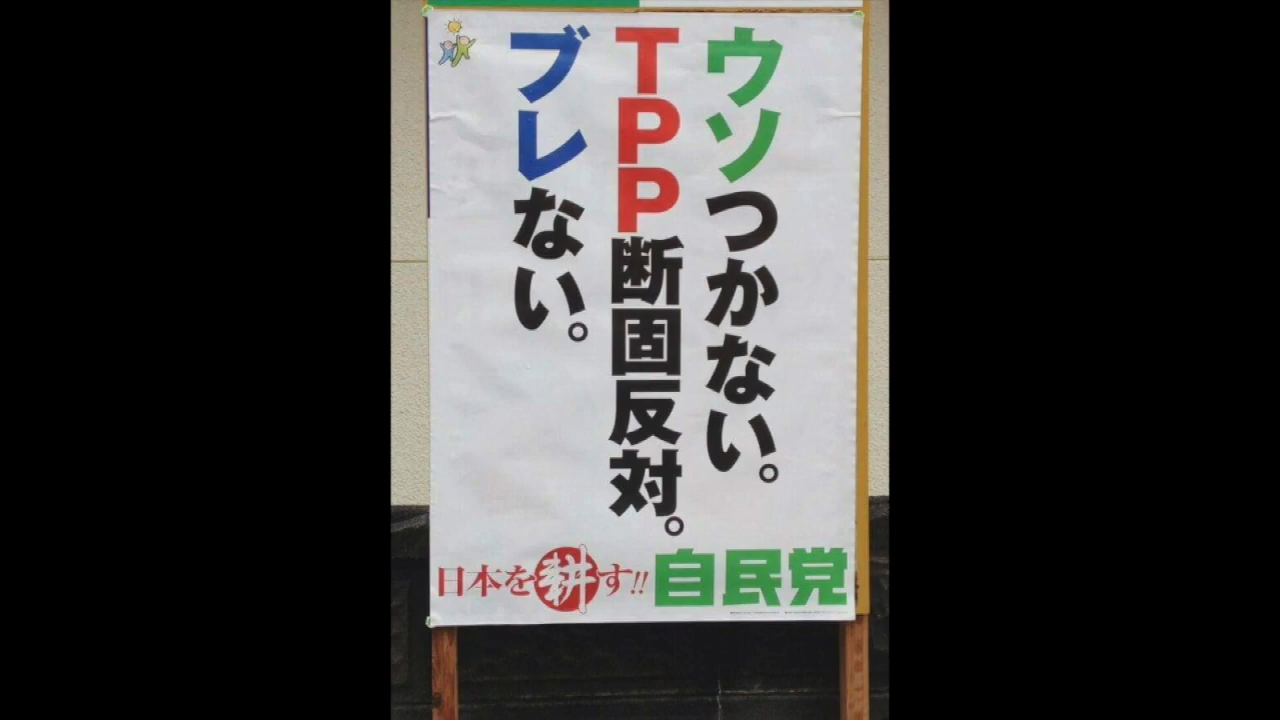 ウソつかない。
TPP断固反対。
ブレない。
日本を耕す!!
自民党